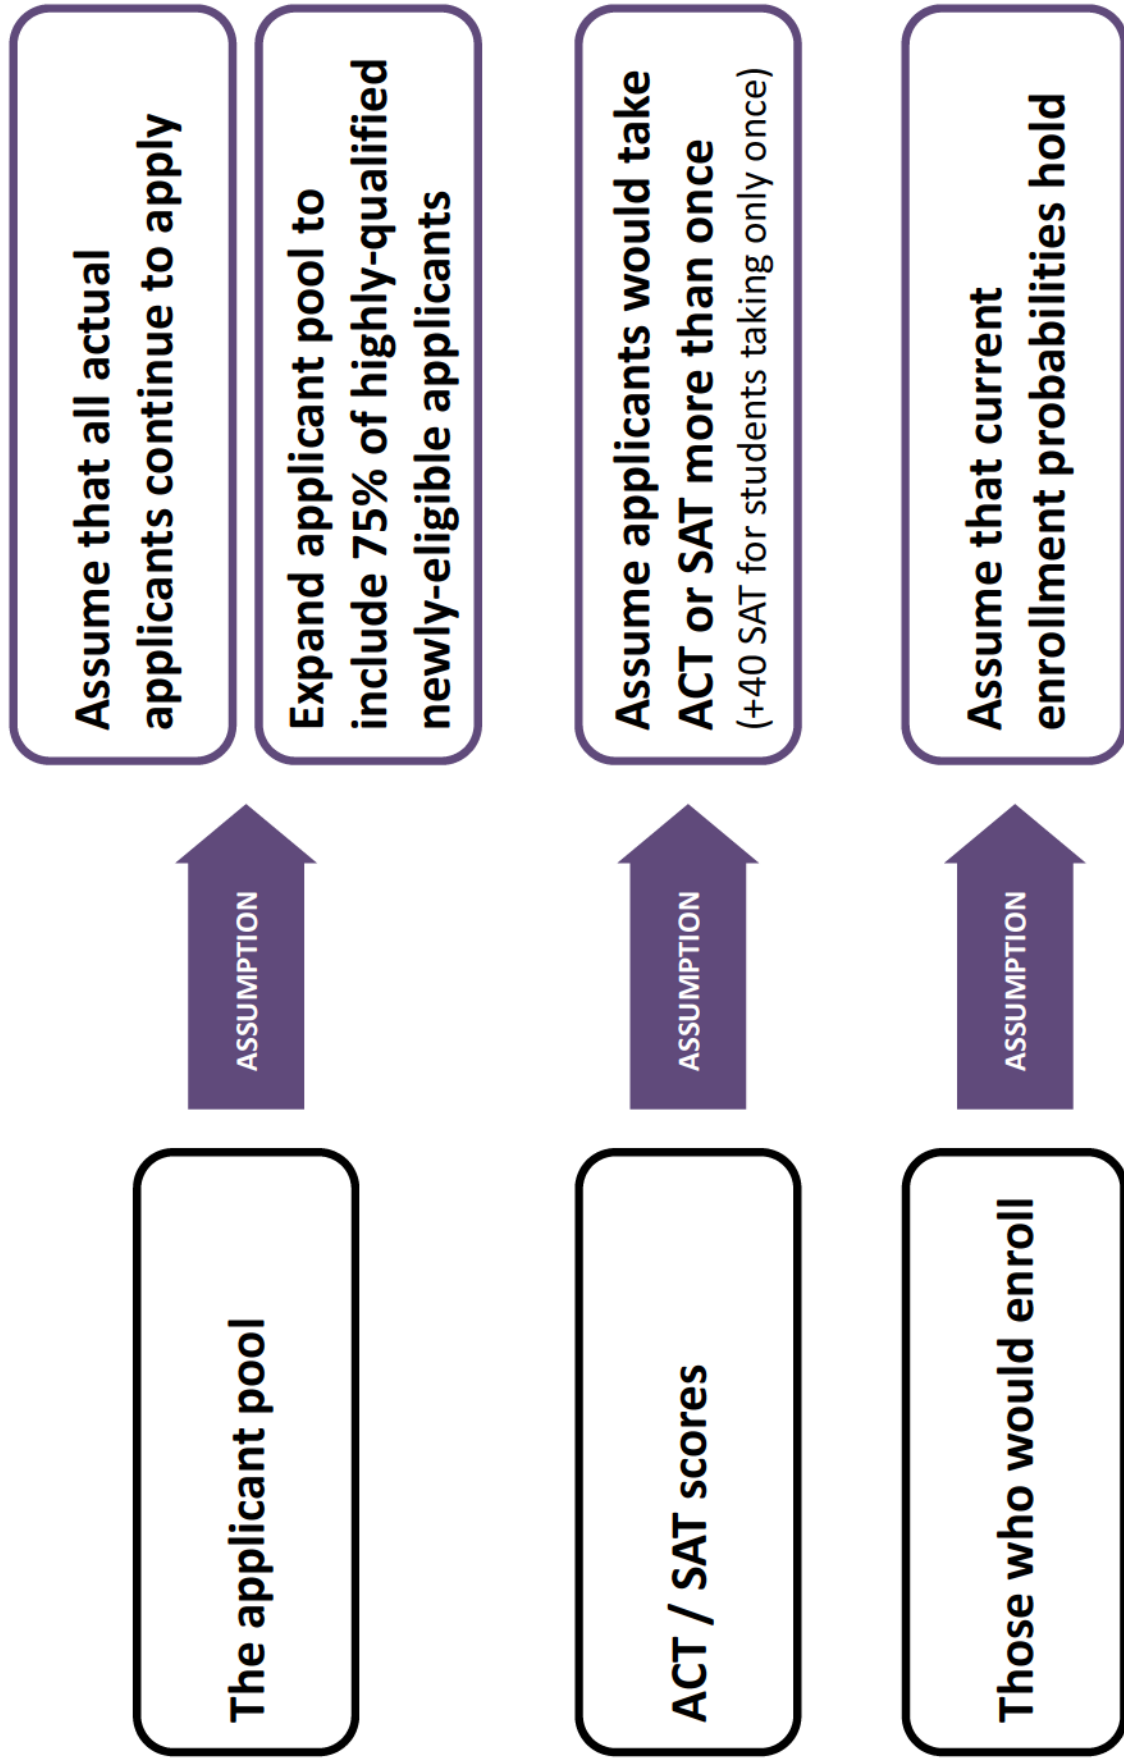 The applicant pool
ASSUMPTION
Assume that all actual
applicants continue to apply
Expand applicant pool to
include 75% of highly-qualified
newly-eligible applicants
ACT / SAT scores
ASSUMPTION
Assume applicants would take
ACT or SAT more than once
(+40 SAT for students taking only once)
Those who would enroll
ASSUMPTION
Assume that current
enrollment probabilities hold